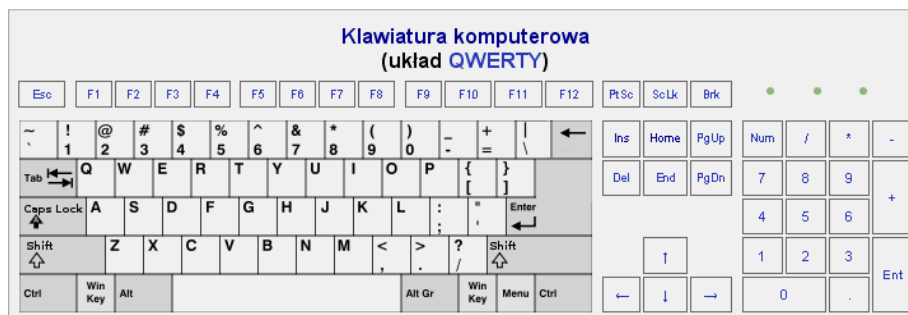 Klawiatura komputerowa
(układ QWERTY)
Esc F1 F2 F3 F4 F5 F6 F7 F8 F9 F10 F11 F12 PtSc ScLk Brk
~ ! @ # $ % ^ & * ( ) _ + |
` 1 2 3 4 5 6 7 8 9 0 - = \ ← Ins Home PgUp Num / * -
Tab Q W E R T Y U I O P { }
[ ] Del End PgDn 7 8 9 +
Caps Lock A S D F G H J K L : " Enter
; ' 4 5 6
Shift Z X C V B N M < > ? Shift
, . / ↑ 1 2 3 Ent
Ctrl Win Key Alt Alt Gr Win Key Menu Ctrl ← ↓ → 0 .